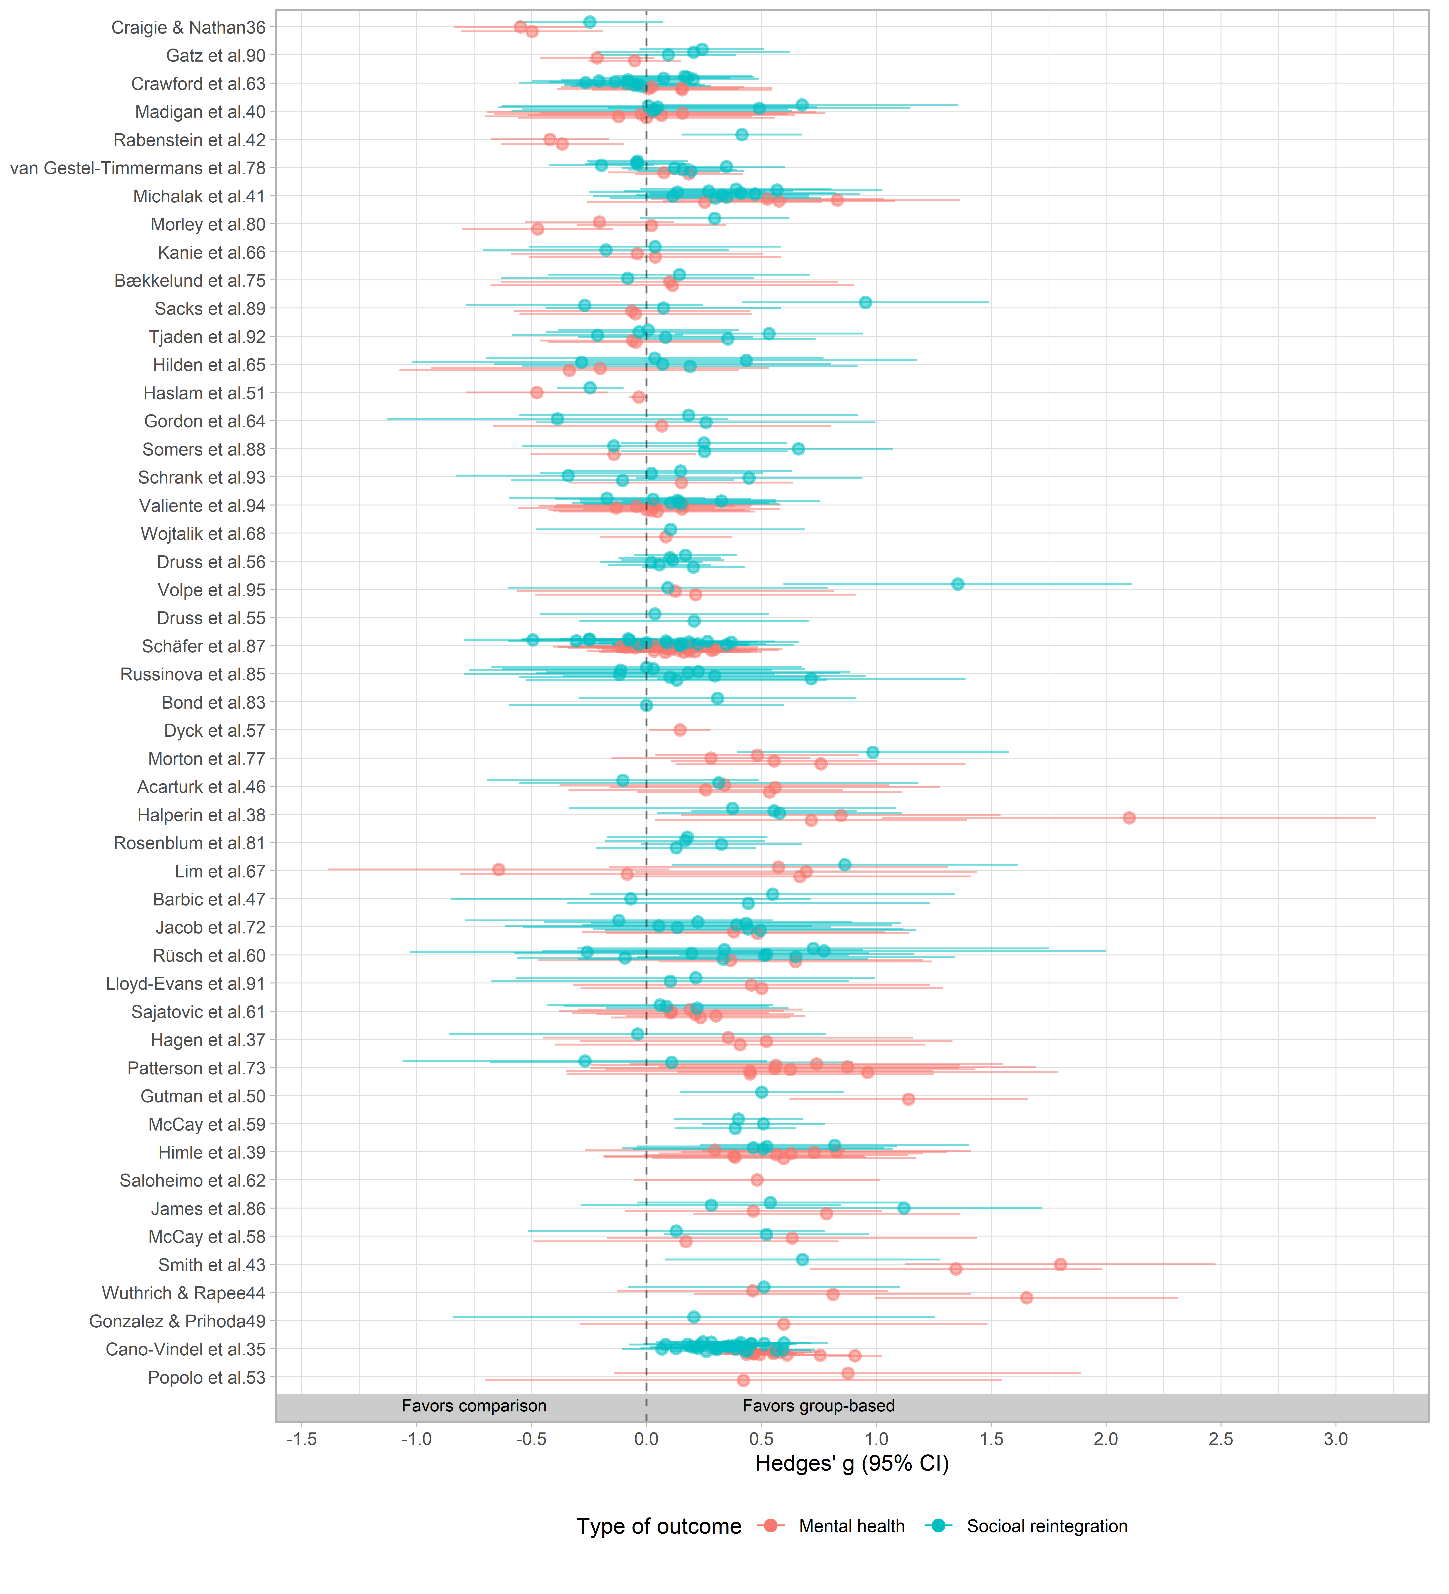 Craigie & Nathan36
Gatz et al.90
Crawford et al.63
Madigan et al.40
Rabenstein et al.42
van Gestel-Timmermans et al.78
Michalak et al.41
Morley et al.80
Kanie et al.66
Bækkelund et al.75
Sacks et al.89
Tjaden et al.92
Hilden et al.65
Haslam et al.51
Gordon et al.64
Somers et al.88
Schrank et al.93
Valiente et al.94
Wojtalik et al.68
Druss et al.56
Volpe et al.95
Druss et al.55
Schäfer et al.87
Russinova et al.85
Bond et al.83
Dyck et al.57
Morton et al.77
Acarturk et al.46
Halperin et al.38
Rosenblum et al.81
Lim et al.67
Barbic et al.47
Jacob et al.72
Rüsch et al.60
Lloyd-Evans et al.91
Sajatovic et al.61
Hagen et al.37
Patterson et al.73
Gutman et al.50
McCay et al.59
Himle et al.39
Saloheimo et al.62
James et al.86
McCay et al.58
Smith et al.43
Wuthrich & Rapee44
Gonzalez & Prihoda49
Cano-Vindel et al.35
Popolo et al.53
Favors comparison Favors group-based
-1.5 -1.0 -0.5 0.0 0.5 1.0 1.5 2.0 2.5 3.0
Hedges' g (95% CI)
Type of outcome Mental health Socioal reintegration